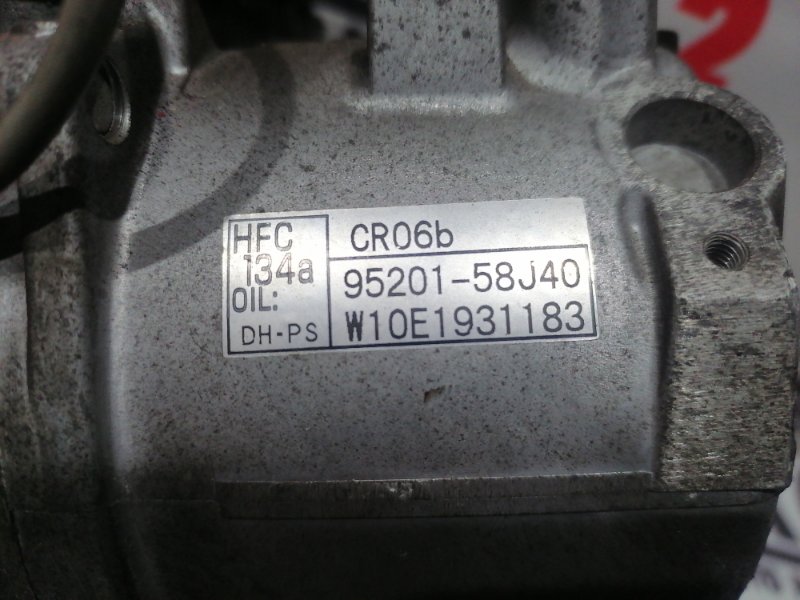 HFC
134a
OIL:
DH-PS
CR06b
95201-58J40
W10E1931183